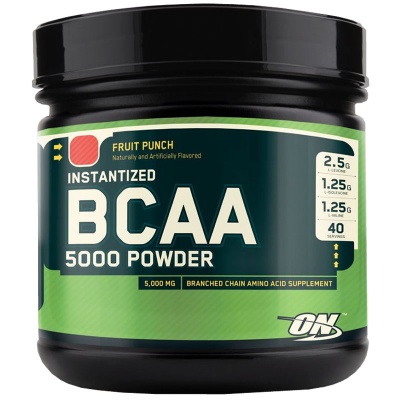 FRUIT PUNCH
Naturally and Artificially Flavored
INSTANTIZED
BCAA
5000 POWDER
5,000 MG
BRANCHED CHAIN AMINO ACID SUPPLEMENT
2.5G
L-LEUCINE
1.25G
L-ISOLEUCINE
1.25G
L-VALINE
40
SERVINGS
ON